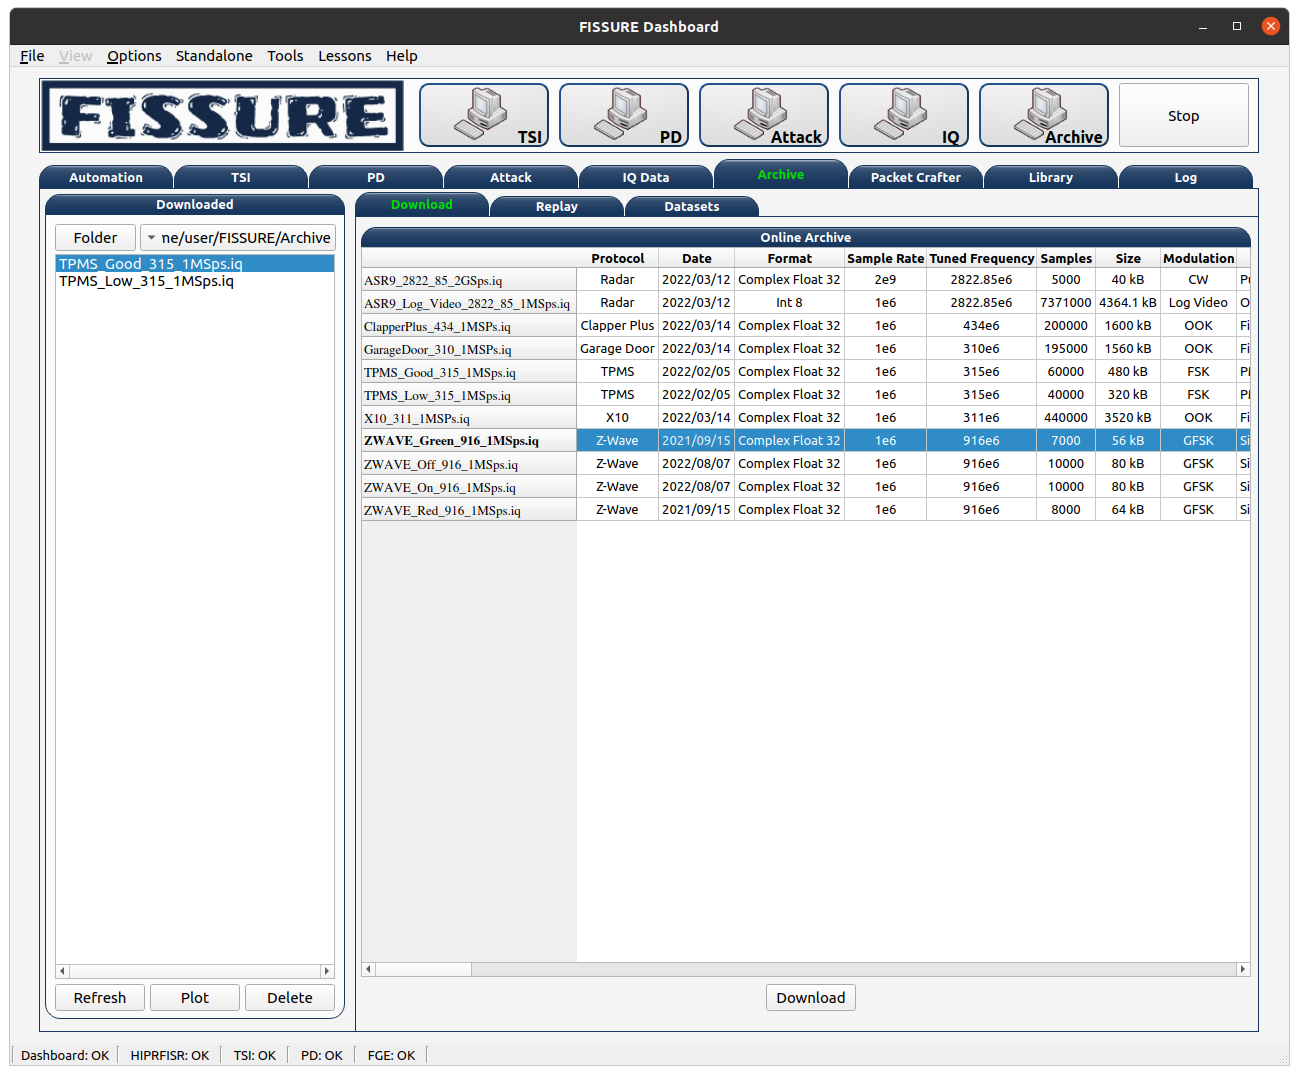 FISSURE Dashboard
File View Options Standalone Tools Lessons Help
FISSURE TSI PD Attack IQ Archive Stop
Automation TSI PD Attack IQ Data Archive Packet Crafter Library Log
Downloaded
Folder ne/user/FISSURE/Archive
TPMS_Good_315_1MSps.iq
TPMS_Low_315_1MSps.iq
Refresh Plot Delete
Download Replay Datasets
Online Archive
Protocol Date Format Sample Rate Tuned Frequency Samples Size Modulation
ASR9_2822_85_2GSps.iq Radar 2022/03/12 Complex Float 32 2e9 2822.85e6 5000 40 kB CW
ASR9_Log_Video_2822_85_1MSps.iq Radar 2022/03/12 Int 8 1e6 2822.85e6 7371000 4364.1 kB Log Video O
ClapperPlus_434_1MSPs.iq Clapper Plus 2022/03/14 Complex Float 32 1e6 434e6 200000 1600 kB OOK Fi
GarageDoor_310_1MSPs.iq Garage Door 2022/03/14 Complex Float 32 1e6 310e6 195000 1560 kB OOK Fi
TPMS_Good_315_1MSps.iq TPMS 2022/02/05 Complex Float 32 1e6 315e6 60000 480 kB FSK
TPMS_Low_315_1MSps.iq TPMS 2022/02/05 Complex Float 32 1e6 315e6 40000 320 kB FSK
X10_311_1MSPs.iq X10 2022/03/14 Complex Float 32 1e6 311e6 440000 3520 kB OOK Fi
ZWAVE_Green_916_1MSps.iq Z-Wave 2021/09/15 Complex Float 32 1e6 916e6 7000 56 kB GFSK Si
ZWAVE_Off_916_1MSps.iq Z-Wave 2022/08/07 Complex Float 32 1e6 916e6 10000 80 kB GFSK Si
ZWAVE_On_916_1MSps.iq Z-Wave 2022/08/07 Complex Float 32 1e6 916e6 10000 80 kB GFSK Si
ZWAVE_Red_916_1MSps.iq Z-Wave 2021/09/15 Complex Float 32 1e6 916e6 8000 64 kB GFSK Si
Download
Dashboard: OK HIPRFISR: OK TSI: OK PD: OK FGE: OK